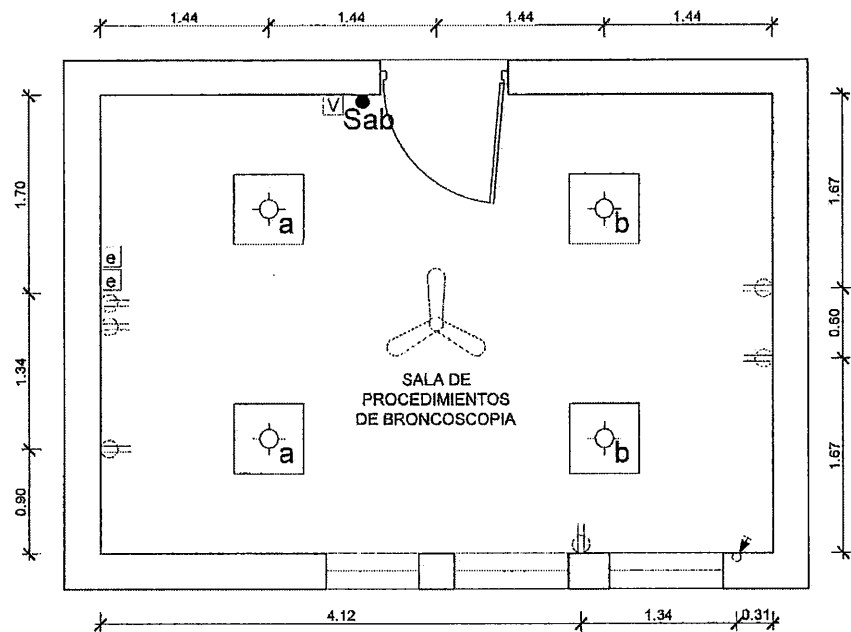 1.44
1.44
1.44
1.44
V
Sab
a
b
1.70
1.67
e
e
0.60
1.34
SALA DE
PROCEDIMIENTOS
DE BRONCOSCOPIA
a
b
0.90
1.67
4.12
1.34
0.31